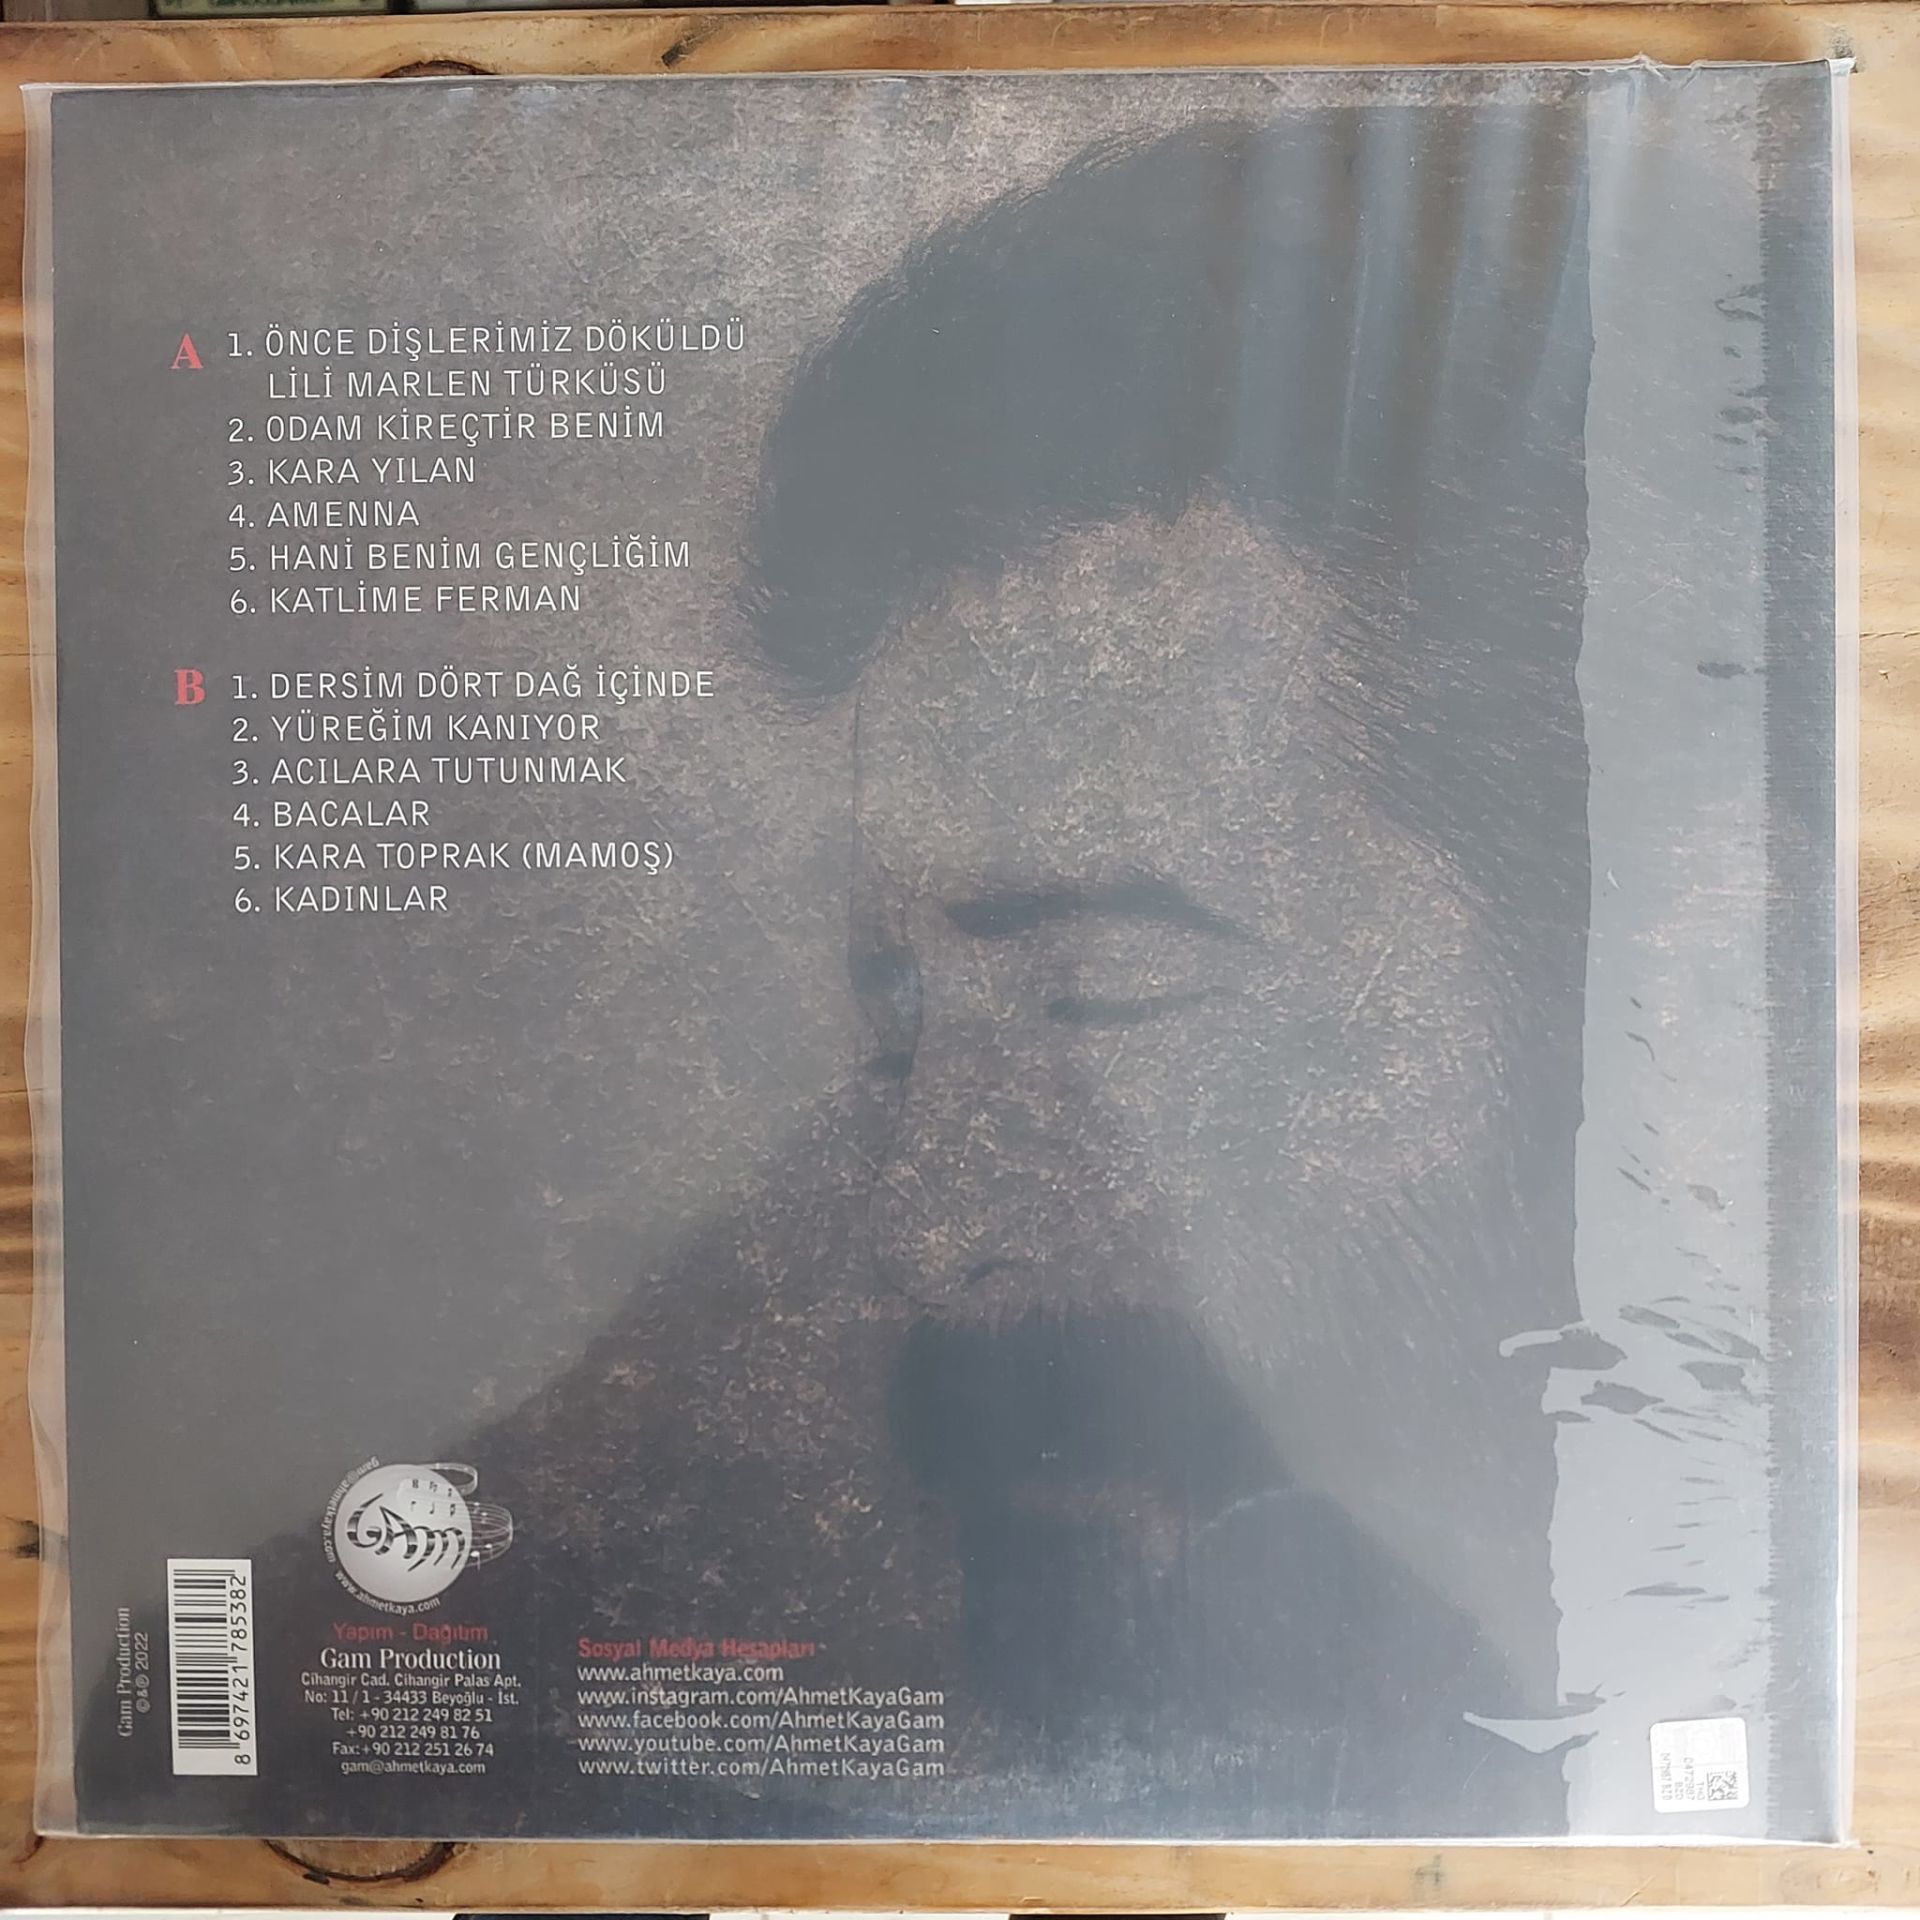 A
1. ÖNCE DİŞLERİMİZ DÖKÜLDÜ
LİLİ MARLEN TÜRKÜSÜ
2. ODAM KİREÇTİR BENİM
3. KARA YILAN
4. AMENNA
5. HANİ BENİM GENÇLİĞİM
6. KATLİME FERMAN
B
1. DERSİM DÖRT DAĞ İÇİNDE
2. YÜREĞİM KANIYOR
3. ACILARA TUTUNMAK
4. BACALAR
5. KARA TOPRAK (MAMOŞ)
6. KADINLAR
Gam Production
©&℗ 2022
8 697421 785382
gam@ahmetkaya.com
GAM
www.ahmetkaya.com
Yapım - Dağıtım
Gam Production
Cihangir Cad. Cihangir Palas Apt.
No: 11 / 1 - 34433 Beyoğlu - İst.
Tel: +90 212 249 82 51
+90 212 249 81 76
Fax:+90 212 251 26 74
gam@ahmetkaya.com
Sosyal Medya Hesapları
www.ahmetkaya.com
www.instagram.com/AhmetKayaGam
www.facebook.com/AhmetKayaGam
www.youtube.com/AhmetKayaGam
www.twitter.com/AhmetKayaGam